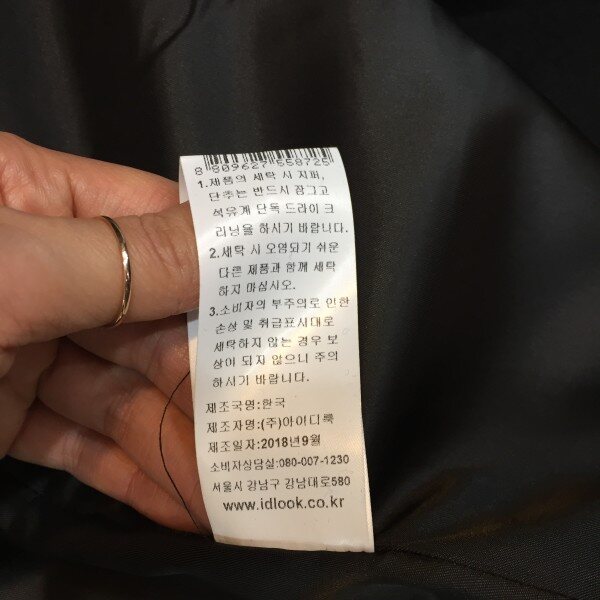 8 809627 558725
1.제품의 세탁 시 지퍼,
단추는 반드시 잠그고
석유계 단독 드라이 크
리닝을 하시기 바랍니다.
2.세탁 시 오염되기 쉬운
다른 제품과 함께 세탁
하지 마십시오.
3.소비자의 부주의로 인한
손상 및 취급표시대로
세탁하지 않는 경우 보
상이 되지 않으니 주의
하시기 바랍니다.
제조국명:한국
제조자명:(주)아이디룩
제조일자:2018년9월
소비자상담실:080-007-1230
서울시 강남구 강남대로580
www.idlook.co.kr